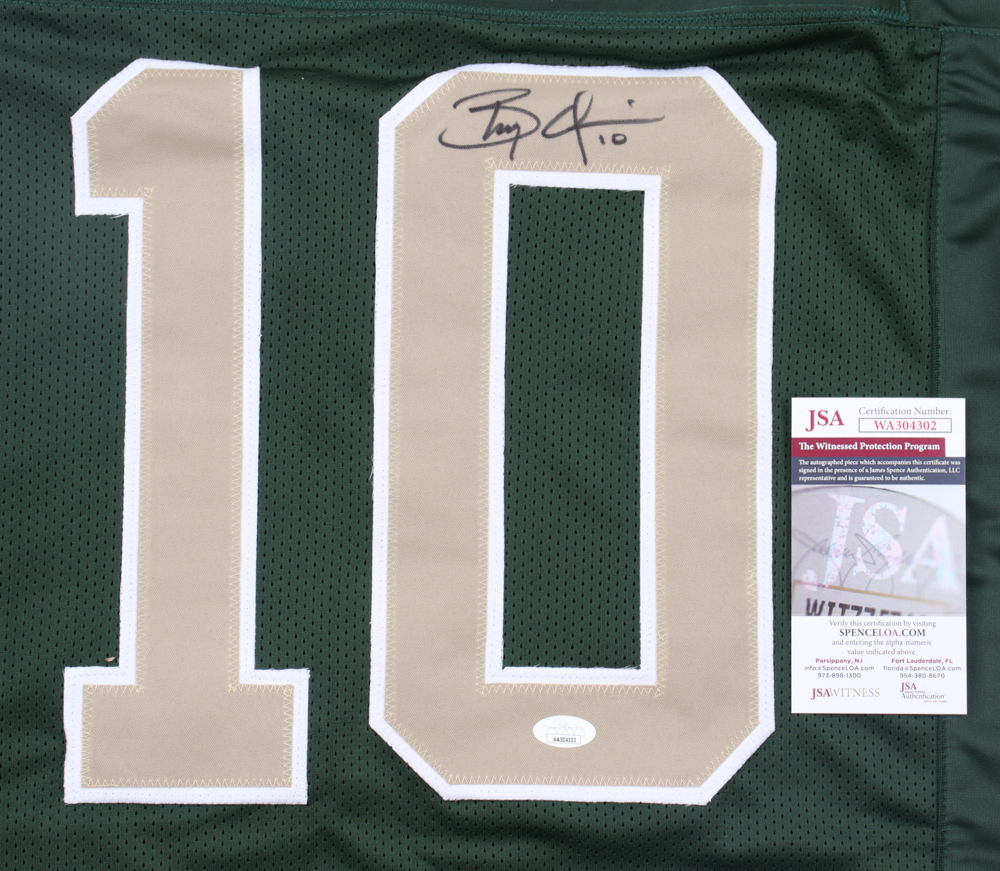 10
10
JSA
Certification Number:
WA304302
The Witnessed Protection Program
The autographed piece which accompanies this certificate was
signed in the presence of a James Spence Authentication, LLC
representative and is guaranteed to be authentic.
JSA
Verify this certification by visiting
SPENCELOA.COM
and entering the alpha-numeric
value indicated above.
Parsippany, NJ
info@SpenceLOA.com
973-898-1300
Fort Lauderdale, FL
florida@SpenceLOA.com
954-380-8670
JSAWITNESS
JSA
Authentication
WA304302